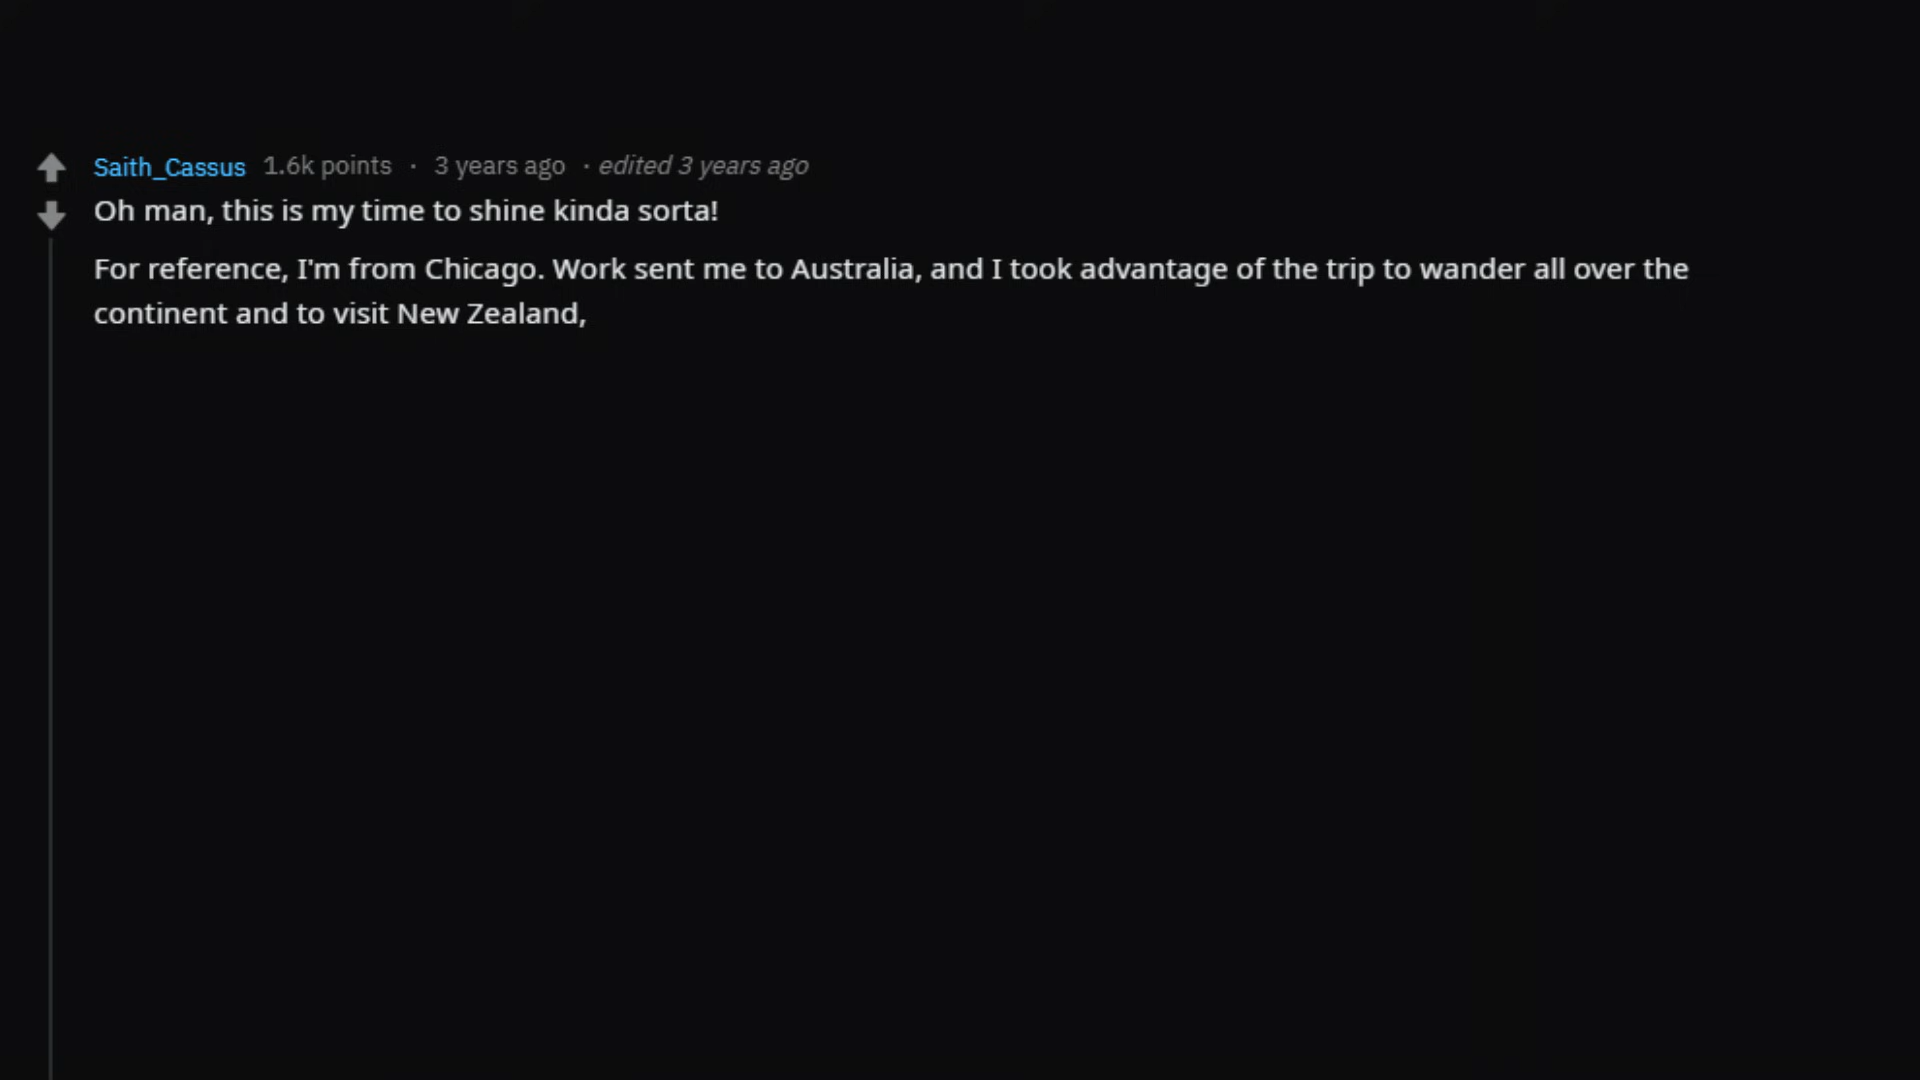 Saith_Cassus 1.6k points · 3 years ago · edited 3 years ago
Oh man, this is my time to shine kinda sorta!
For reference, I'm from Chicago. Work sent me to Australia, and I took advantage of the trip to wander all over the
continent and to visit New Zealand,